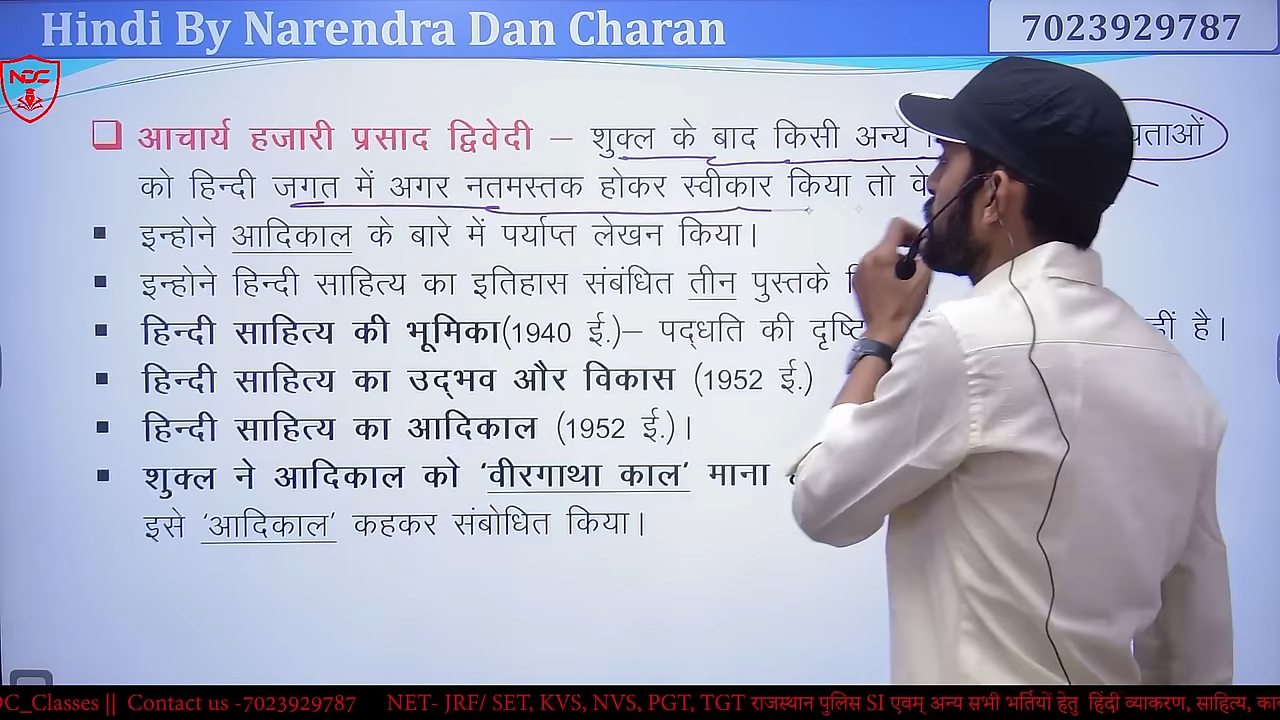 Hindi By Narendra Dan Charan
7023929787
NDC
आचार्य हजारी प्रसाद द्विवेदी – शुक्ल के बाद किसी अन्य
को हिन्दी जगत में अगर नतमस्तक होकर स्वीकार किया तो वे
इन्होने आदिकाल के बारे में पर्याप्त लेखन किया।
इन्होने हिन्दी साहित्य का इतिहास संबंधित तीन पुस्तके
हिन्दी साहित्य की भूमिका(1940 ई.)– पद्धति की है।
हिन्दी साहित्य का उद्भव और विकास (1952 ई.)
हिन्दी साहित्य का आदिकाल (1952 ई.)।
शुक्ल ने आदिकाल को 'वीरगाथा काल' माना
इसे 'आदिकाल' कहकर संबोधित किया।
_Classes || Contact us -7023929787 NET- JRF/ SET, KVS, NVS, PGT, TGT राजस्थान पुलिस SI एवम् अन्य सभी भर्तियों हेतु हिंदी व्याकरण, साहित्य,